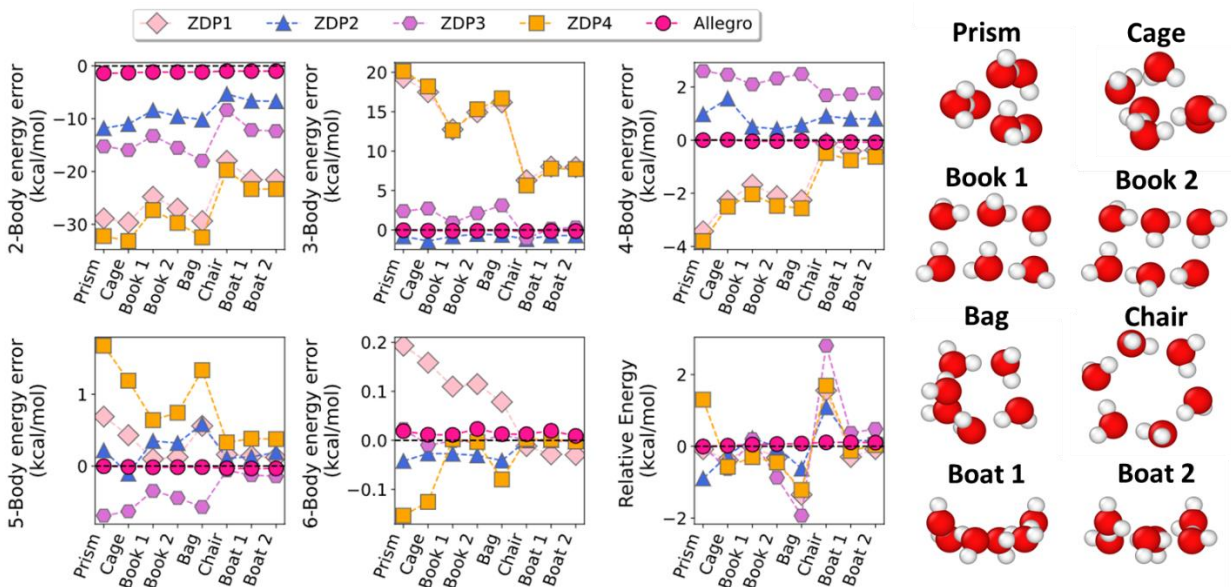 ZDP1 ZDP2 ZDP3 ZDP4 Allegro
2-Body energy error
(kcal/mol)
0
−10
−20
−30
Prism
Cage
Book 1
Book 2
Bag
Chair
Boat 1
Boat 2
3-Body energy error
(kcal/mol)
20
15
10
5
0
Prism
Cage
Book 1
Book 2
Bag
Chair
Boat 1
Boat 2
4-Body energy error
(kcal/mol)
2
0
−2
−4
Prism
Cage
Book 1
Book 2
Bag
Chair
Boat 1
Boat 2
5-Body energy error
(kcal/mol)
1
0
Prism
Cage
Book 1
Book 2
Bag
Chair
Boat 1
Boat 2
6-Body energy error
(kcal/mol)
0.2
0.1
0.0
−0.1
Prism
Cage
Book 1
Book 2
Bag
Chair
Boat 1
Boat 2
Relative Energy
(kcal/mol)
2
0
−2
Prism
Cage
Book 1
Book 2
Bag
Chair
Boat 1
Boat 2
Prism
Cage
Book 1
Book 2
Bag
Chair
Boat 1
Boat 2